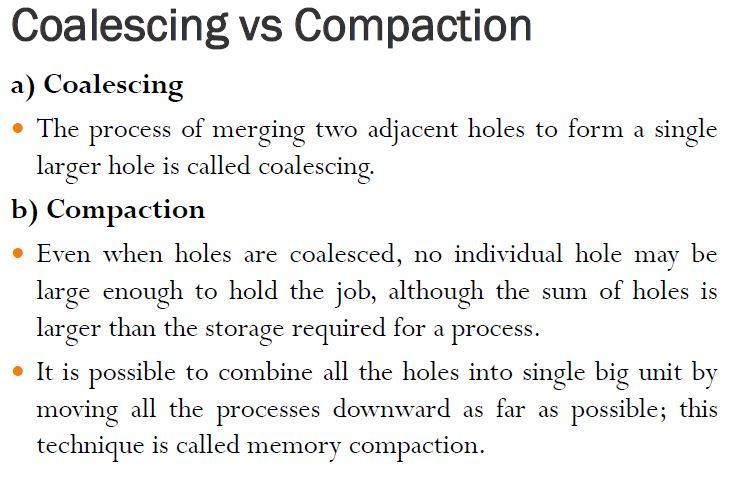 Coalescing vs Compaction
a) Coalescing
• The process of merging two adjacent holes to form a single
larger hole is called coalescing.
b) Compaction
• Even when holes are coalesced, no individual hole may be
large enough to hold the job, although the sum of holes is
larger than the storage required for a process.
• It is possible to combine all the holes into single big unit by
moving all the processes downward as far as possible; this
technique is called memory compaction.